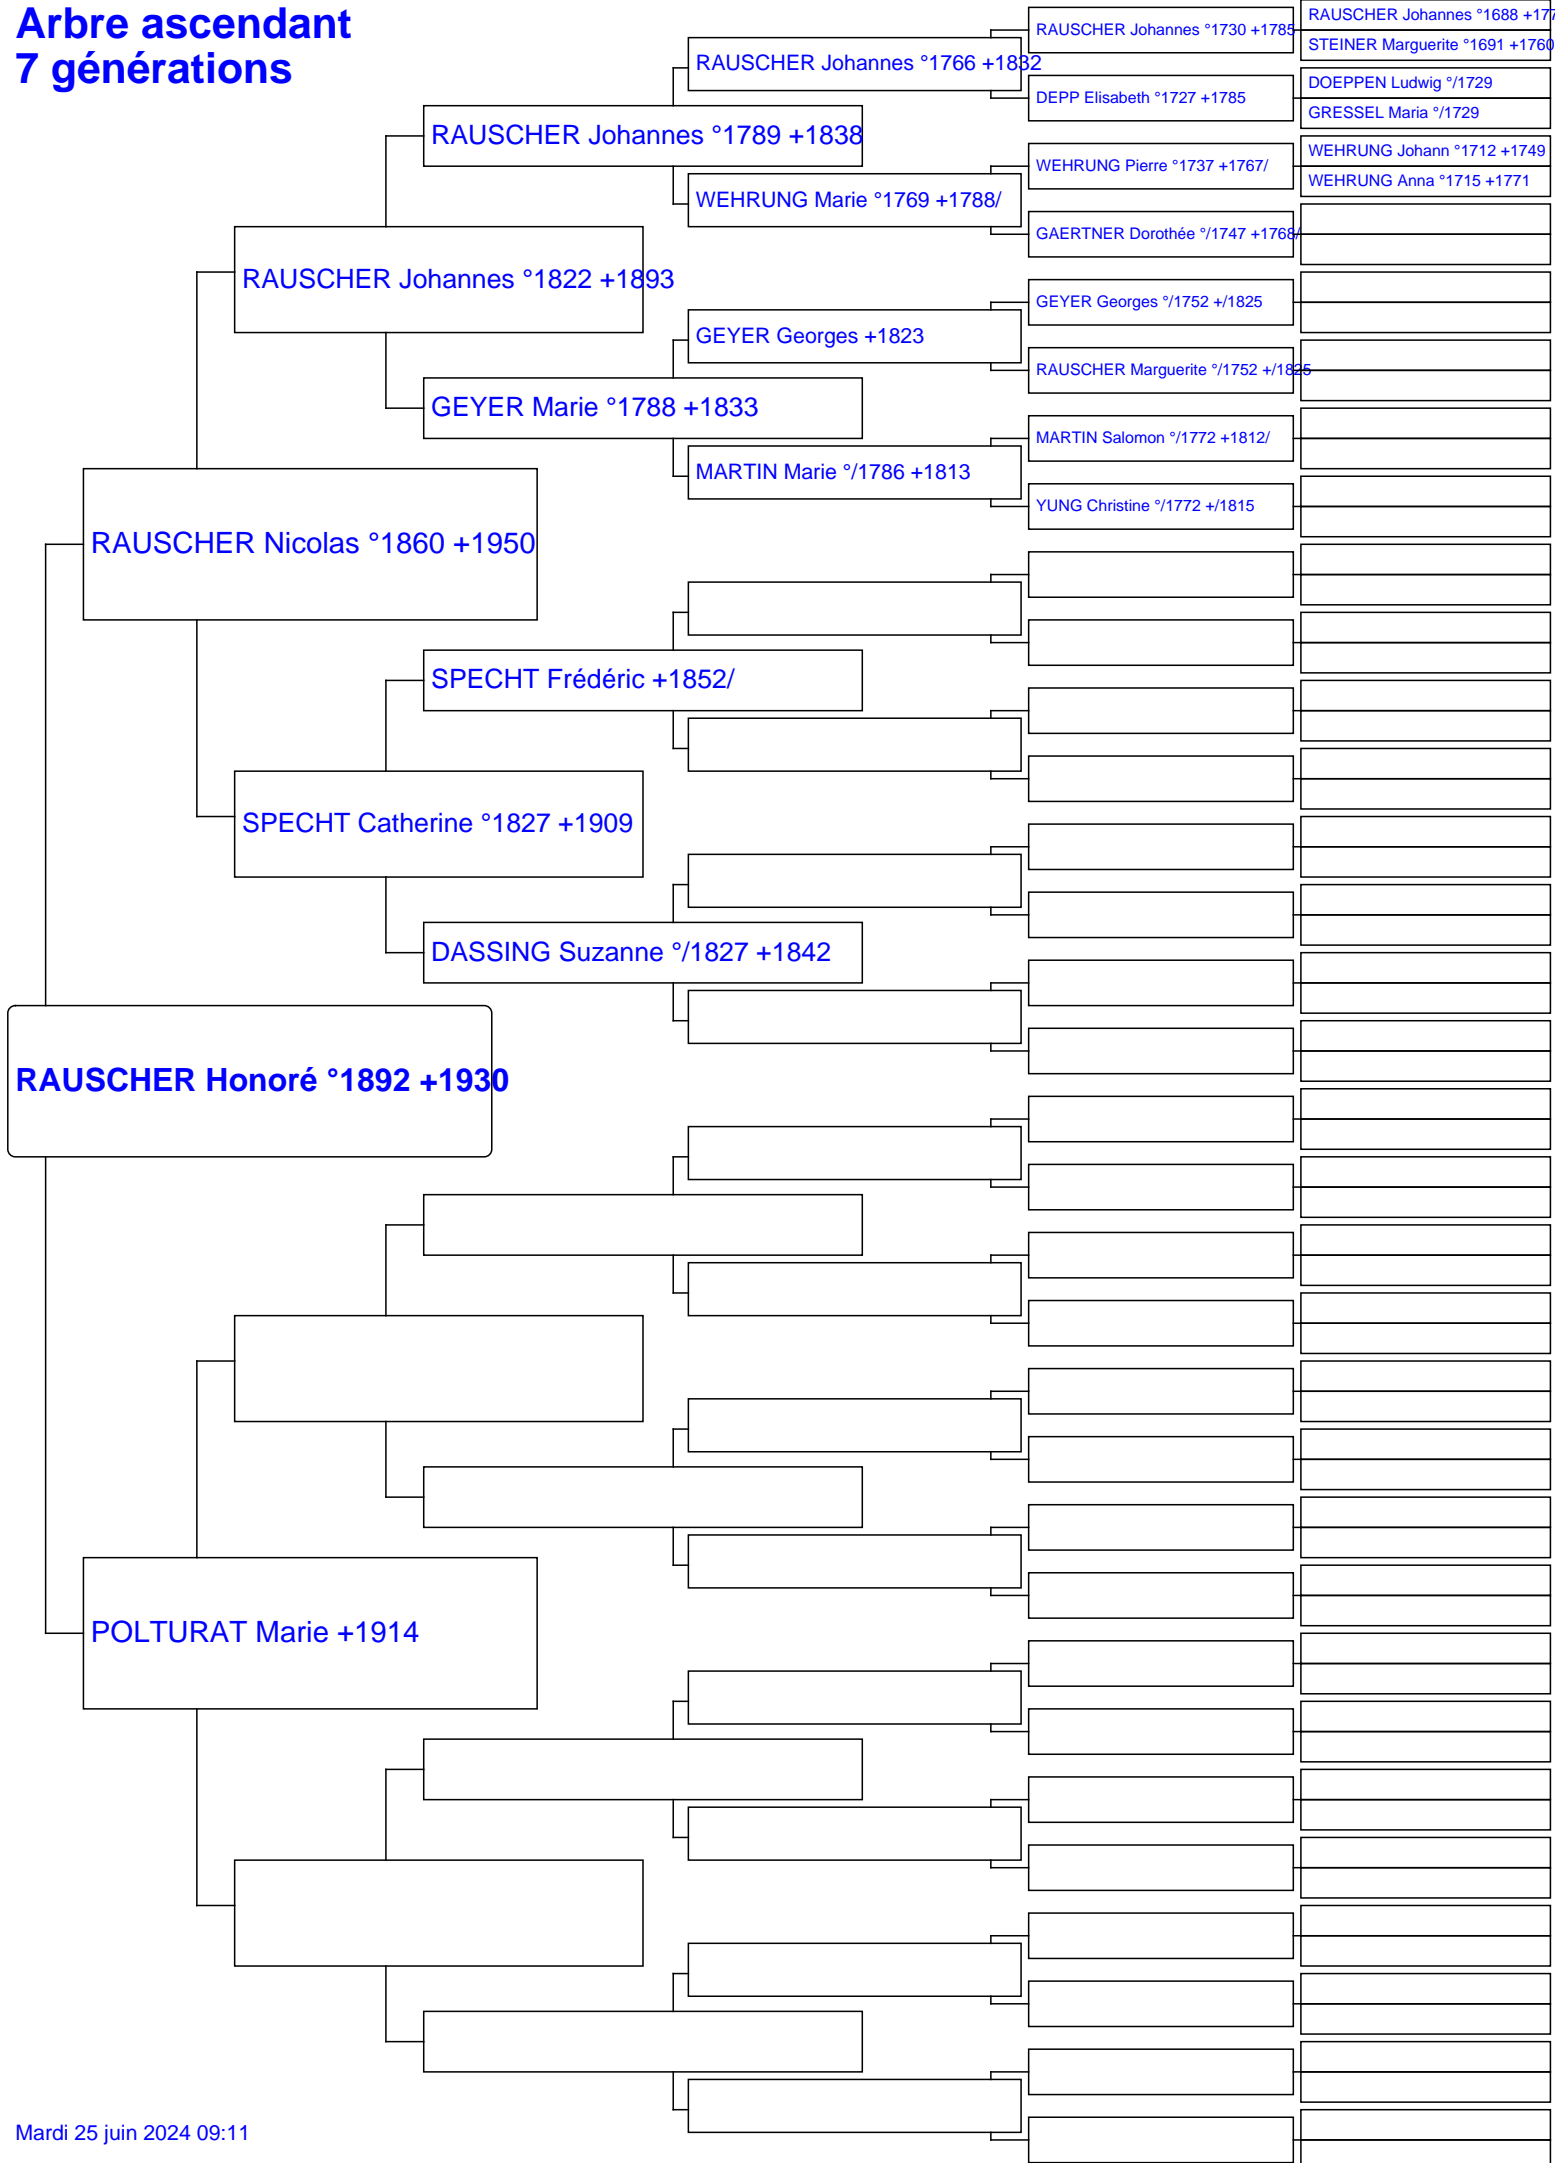 Arbre ascendant
7 générations
RAUSCHER Honoré °1892 +1930
RAUSCHER Nicolas °1860 +1950
POLTURAT Marie +1914
RAUSCHER Johannes °1822 +1893
SPECHT Catherine °1827 +1909
RAUSCHER Johannes °1789 +1838
GEYER Marie °1788 +1833
SPECHT Frédéric +1852/
DASSING Suzanne °/1827 +1842
RAUSCHER Johannes °1766 +1832
WEHRUNG Marie °1769 +1788/
GEYER Georges +1823
MARTIN Marie °/1786 +1813
RAUSCHER Johannes °1730 +1785
DEPP Elisabeth °1727 +1785
WEHRUNG Pierre °1737 +1767/
GAERTNER Dorothée °/1747 +1768/
GEYER Georges °/1752 +/1825
RAUSCHER Marguerite °/1752 +/1825
MARTIN Salomon °/1772 +1812/
YUNG Christine °/1772 +/1815
RAUSCHER Johannes °1688
STEINER Marguerite °1691 +1760
DOEPPEN Ludwig °/1729
GRESSEL Maria °/1729
WEHRUNG Johann °1712 +1749
WEHRUNG Anna °1715 +1771
Mardi 25 juin 2024 09:11